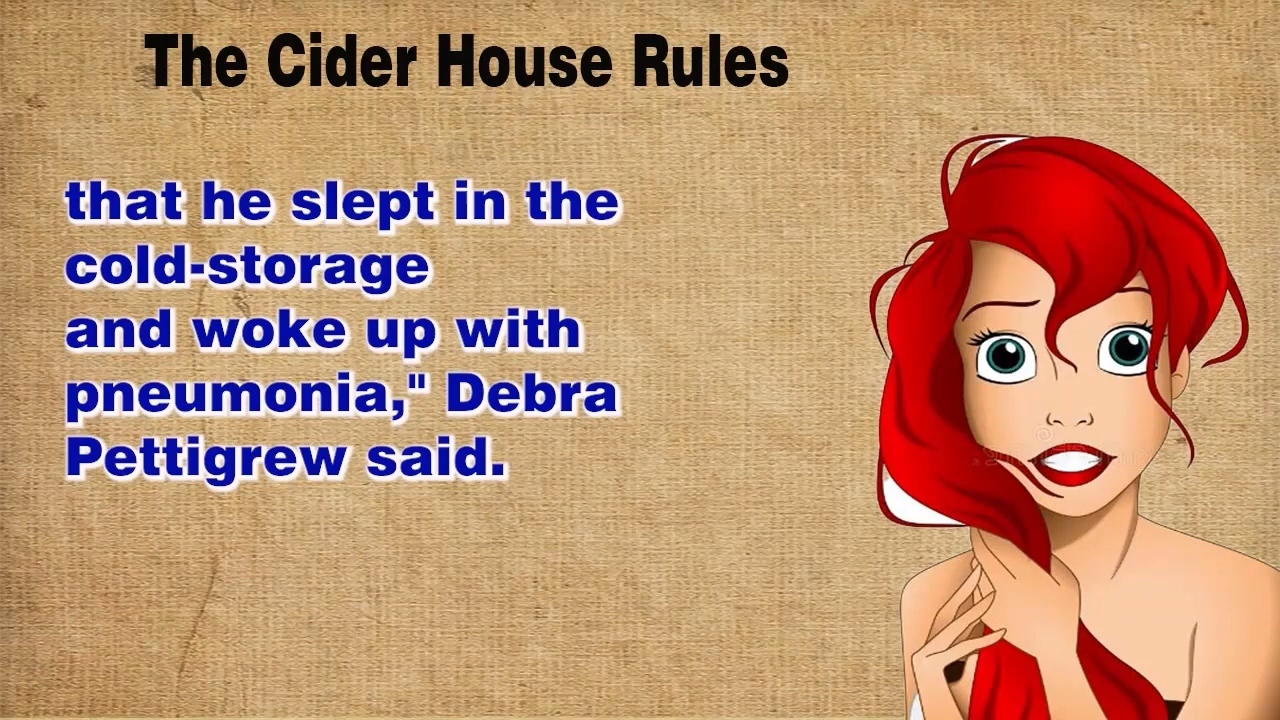 The Cider House Rules
that he slept in the
cold-storage
and woke up with
pneumonia," Debra
Pettigrew said.